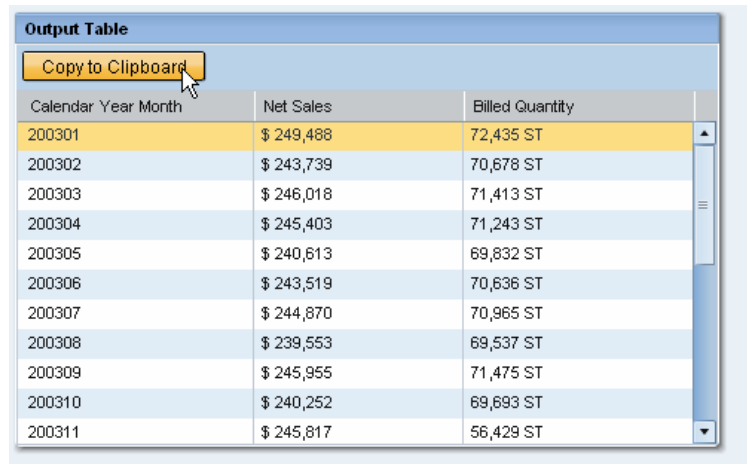 Output Table
Copy to Clipboard
Calendar Year Month Net Sales Billed Quantity
200301 $ 249,488 72,435 ST
200302 $ 243,739 70,678 ST
200303 $ 246,018 71,413 ST
200304 $ 245,403 71,243 ST
200305 $ 240,613 69,832 ST
200306 $ 243,519 70,636 ST
200307 $ 244,870 70,965 ST
200308 $ 239,553 69,537 ST
200309 $ 245,955 71,475 ST
200310 $ 240,252 69,693 ST
200311 $ 245,817 56,429 ST